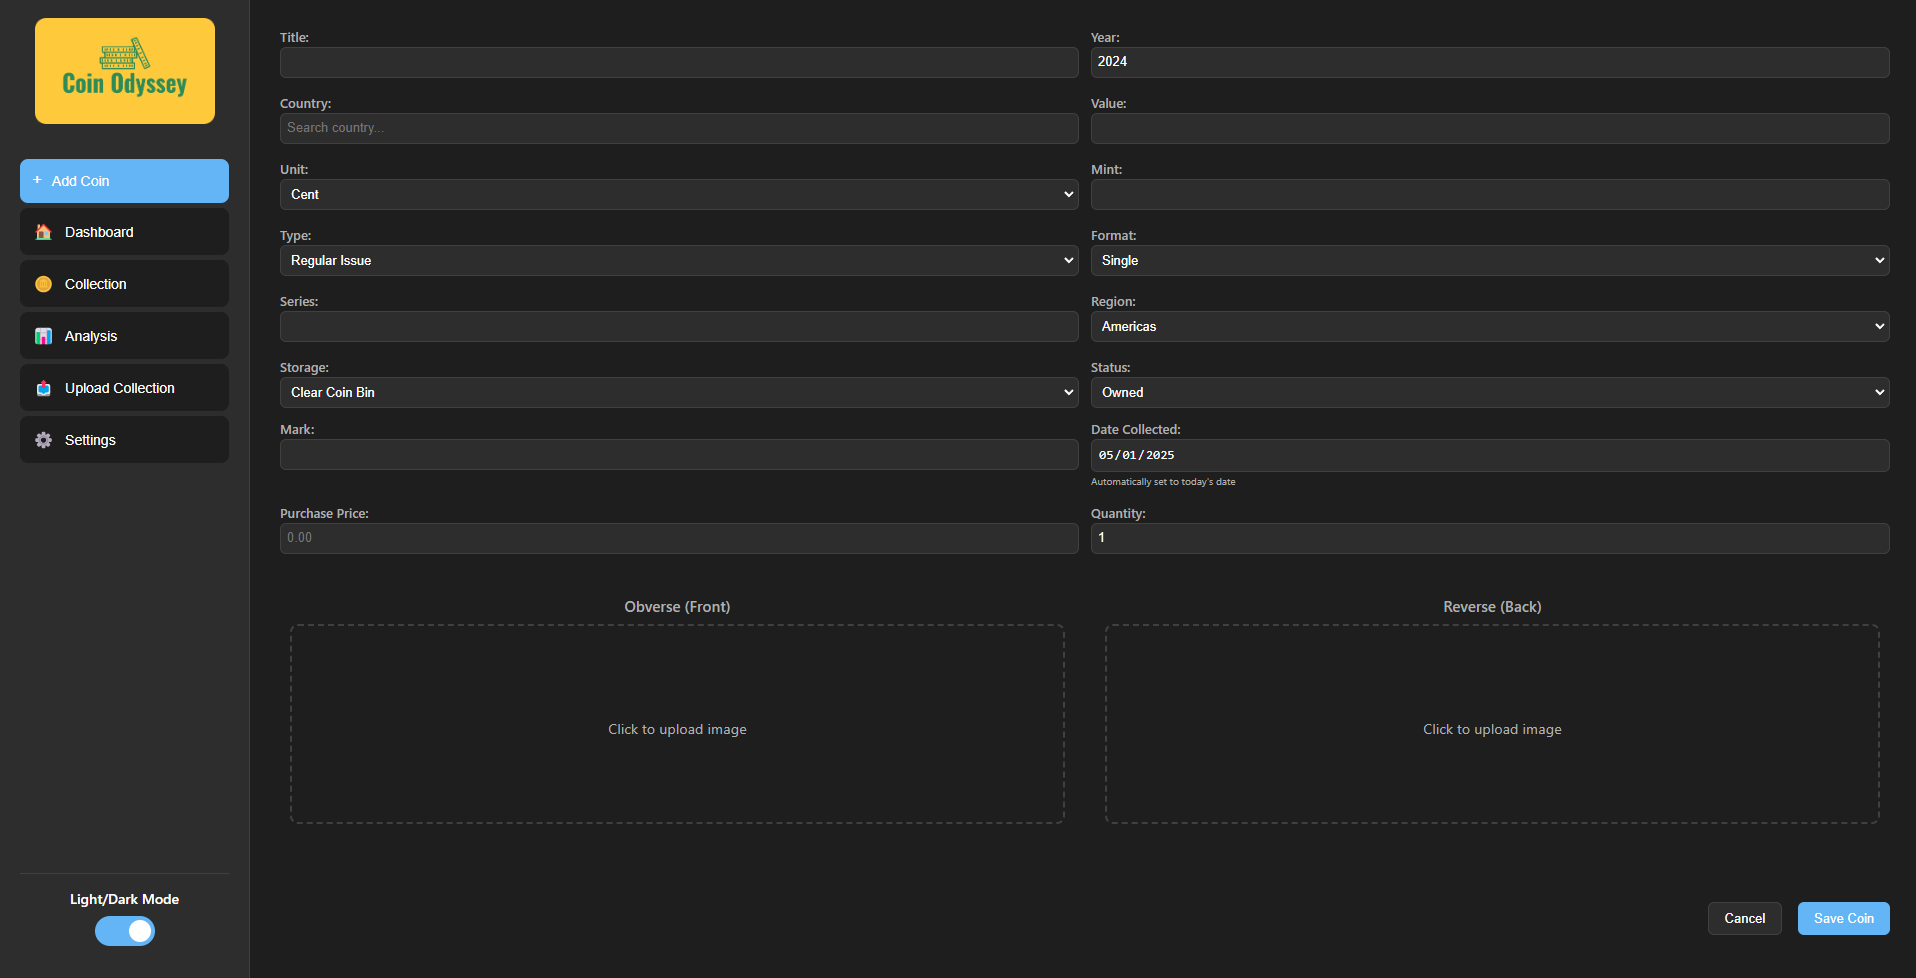 Coin Odyssey
+ Add Coin
Dashboard
Collection
Analysis
Upload Collection
Settings
Light/Dark Mode
Title:
Year:
2024
Country:
Search country...
Value:
Unit:
Cent
Mint:
Type:
Regular Issue
Format:
Single
Series:
Region:
Americas
Storage:
Clear Coin Bin
Status:
Owned
Mark:
Date Collected:
05/01/2025
Automatically set to today's date
Purchase Price:
0.00
Quantity:
1
Obverse (Front)
Click to upload image
Reverse (Back)
Click to upload image
Cancel
Save Coin